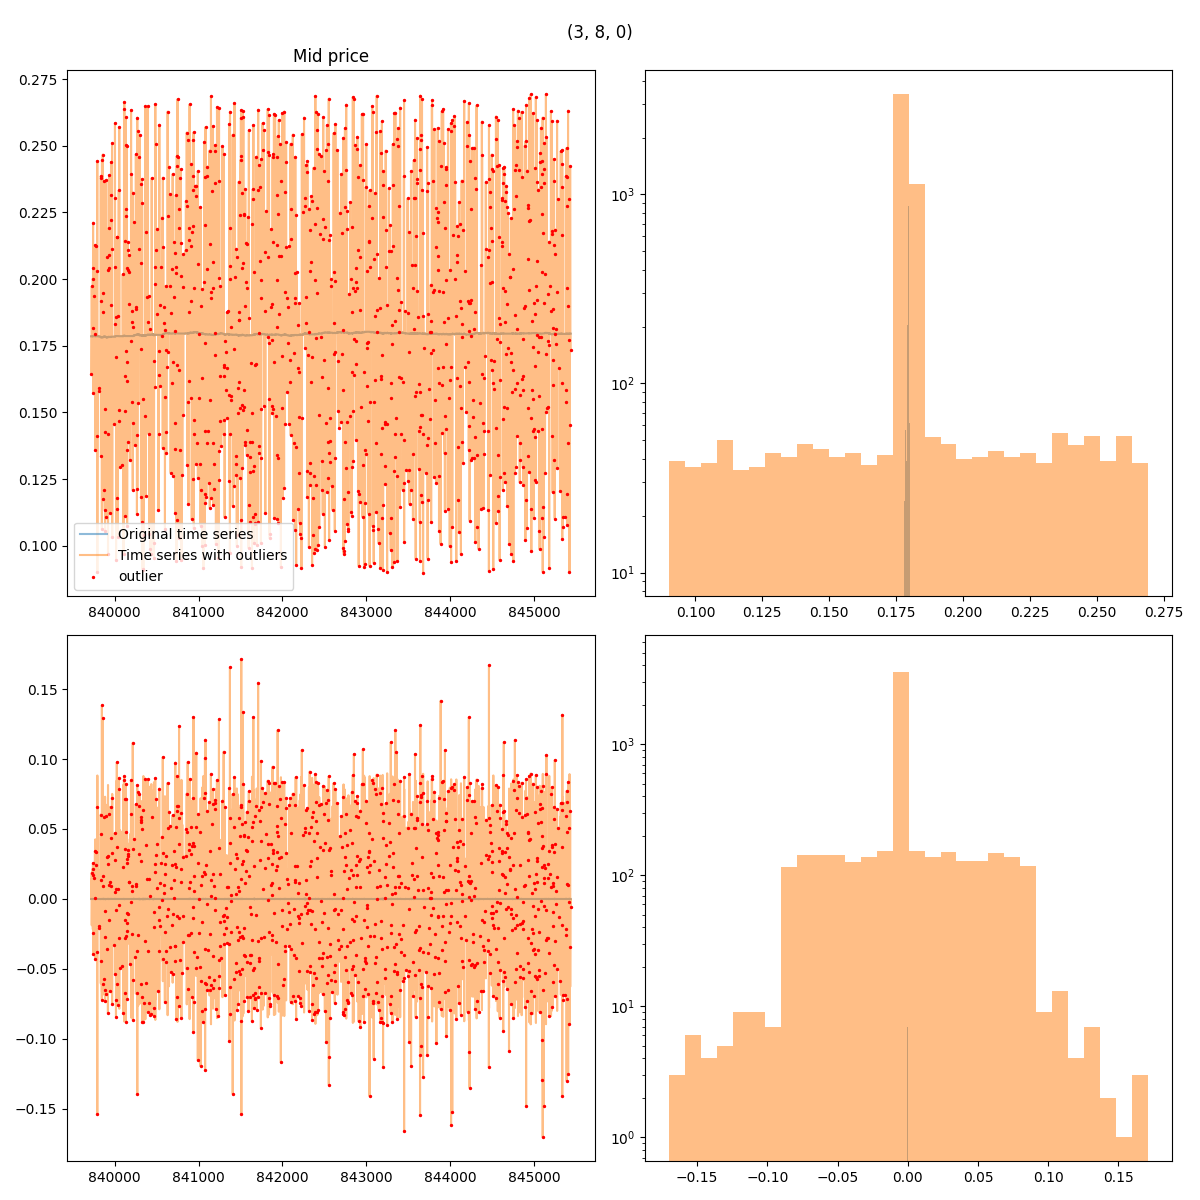 (3, 8, 0)
Mid price
0.275
0.250
0.225
0.200
0.175
0.150
0.125
0.100
Original time series
Time series with outliers
outlier
840000 841000 842000 843000 844000 845000
10³
10²
10¹
0.100 0.125 0.150 0.175 0.200 0.225 0.250 0.275
0.15
0.10
0.05
0.00
−0.05
−0.10
−0.15
840000 841000 842000 843000 844000 845000
10³
10²
10¹
10⁰
−0.15 −0.10 −0.05 0.00 0.05 0.10 0.15